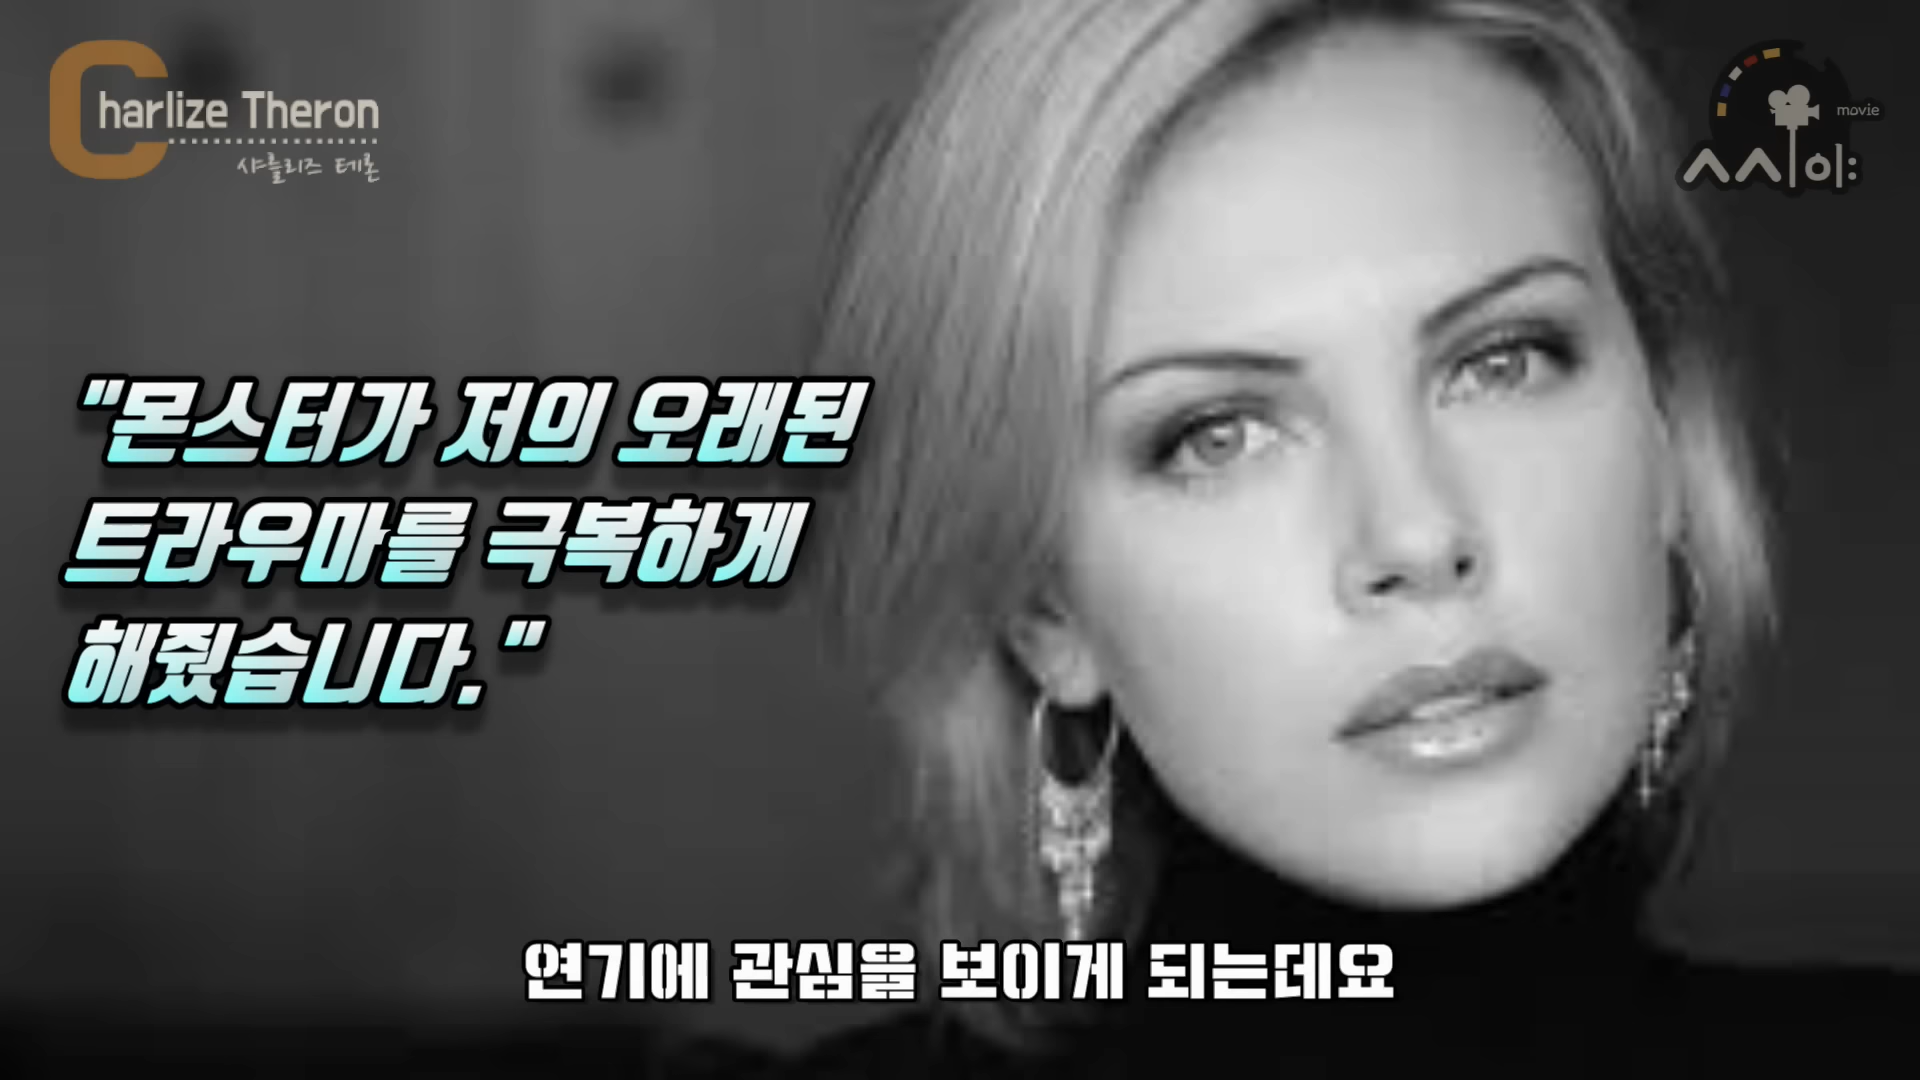 Charlize Theron
샤를리즈 테론
movie
씨이야:
"몬스터가 저의 오래된
트라우마를 극복하게
해줬습니다."
연기에 관심을 보이게 되는데요